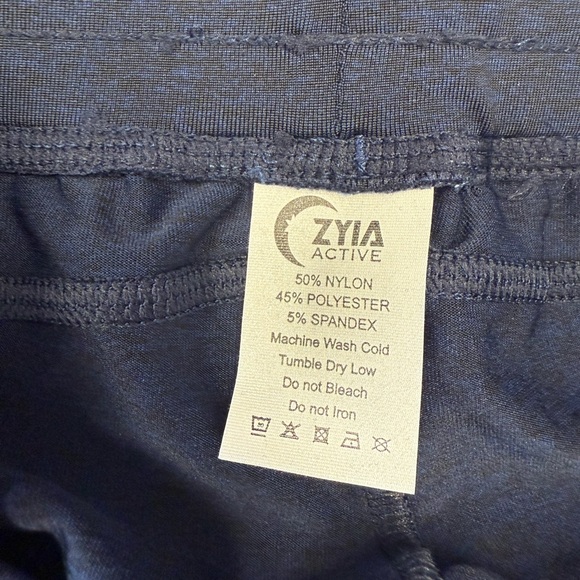 ZYIA
ACTIVE
50% NYLON
45% POLYESTER
5% SPANDEX
Machine Wash Cold
Tumble Dry Low
Do not Bleach
Do not Iron